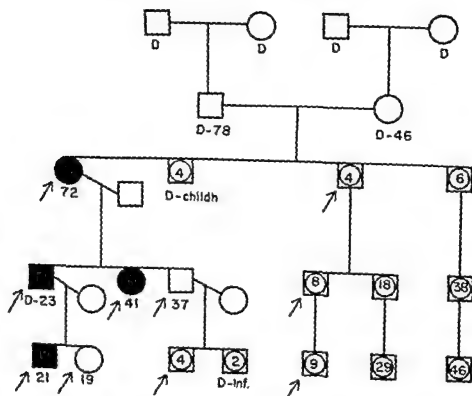 D D D D
D-78 D-46
72 4 4 6
D-childh
8 18 38
D-23 41 37
9 29 46
4 2
21 19 D-Inf.